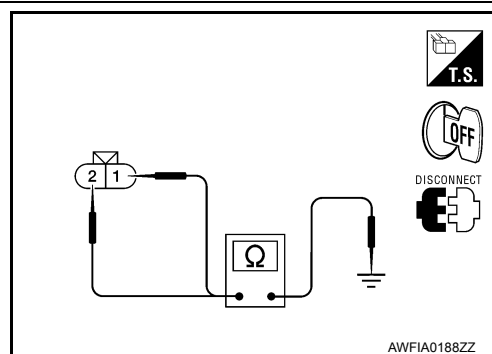 T.S.
OFF
DISCONNECT
2 1
Ω
AWFIA0188ZZ